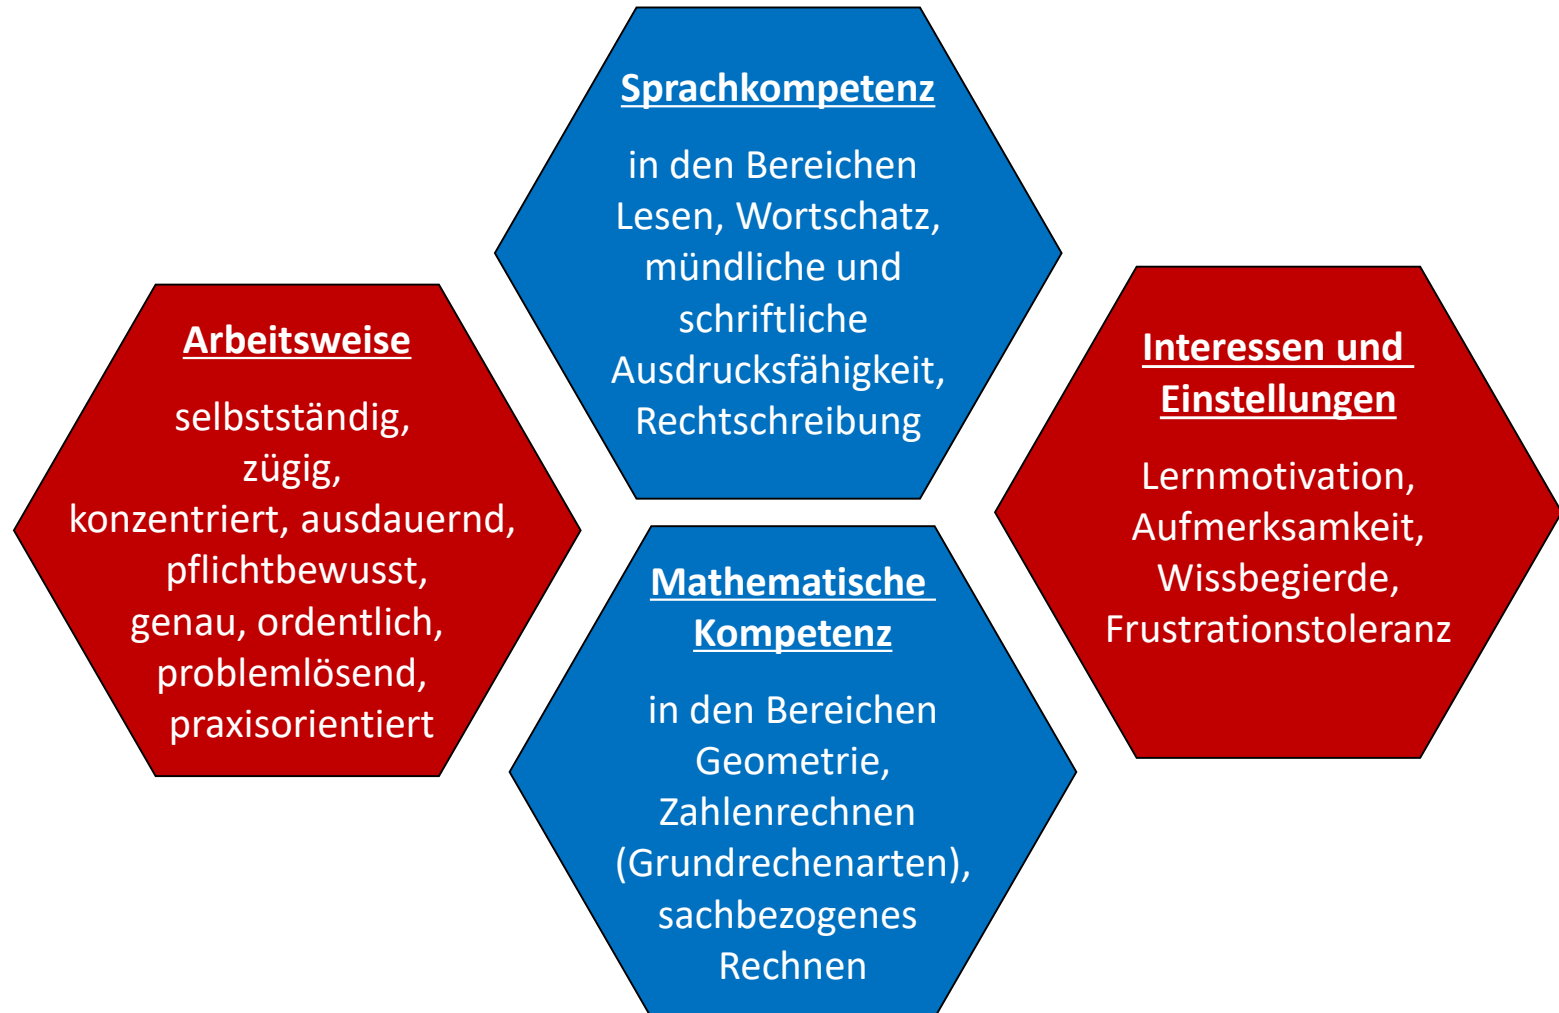 Sprachkompetenz
in den Bereichen
Lesen, Wortschatz,
mündliche und
schriftliche
Ausdrucksfähigkeit,
Rechtschreibung
Arbeitsweise
selbstständig,
zügig,
konzentriert, ausdauernd,
pflichtbewusst,
genau, ordentlich,
problemlösend,
praxisorientiert
Interessen und
Einstellungen
Lernmotivation,
Aufmerksamkeit,
Wissbegierde,
Frustrationstoleranz
Mathematische
Kompetenz
in den Bereichen
Geometrie,
Zahlenrechnen
(Grundrechenarten),
sachbezogenes
Rechnen